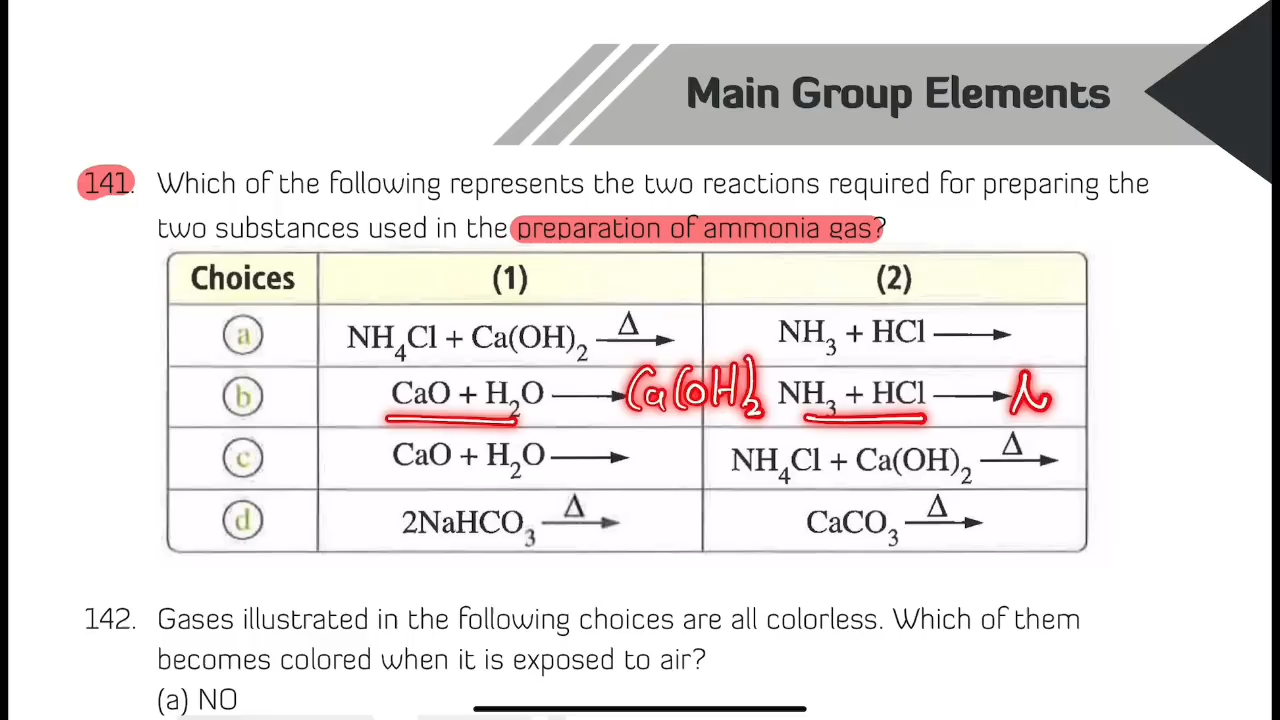 Main Group Elements
141. Which of the following represents the two reactions required for preparing the
two substances used in the preparation of ammonia gas?
Choices (1) (2)
a NH₄Cl + Ca(OH)₂ —Δ→ NH₃ + HCl ⟶
b CaO + H₂O ⟶ Ca(OH)₂ NH₃ + HCl ⟶
c CaO + H₂O ⟶ NH₄Cl + Ca(OH)₂ —Δ→
d 2NaHCO₃ —Δ→ CaCO₃ —Δ→
142. Gases illustrated in the following choices are all colorless. Which of them
becomes colored when it is exposed to air?
(a) NO